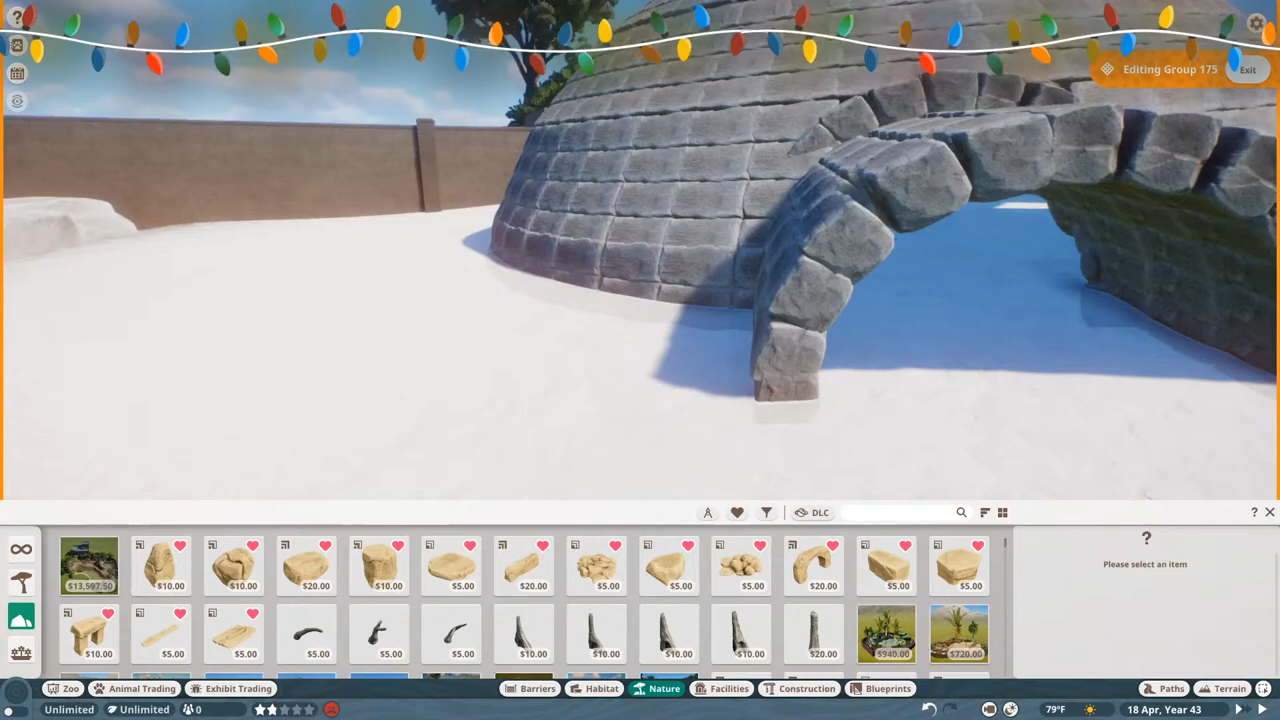 ?
Editing Group 175
Exit
DLC
? ×
$13,597.50 $10.00 $10.00 $20.00 $10.00 $5.00 $20.00 $5.00 $5.00 $5.00 $20.00 $5.00 $5.00
$10.00 $5.00 $5.00 $5.00 $5.00 $5.00 $10.00 $10.00 $10.00 $10.00 $20.00 $940.00 $720.00
?
Please select an item
Zoo Animal Trading Exhibit Trading Barriers Habitat Nature Facilities Construction Blueprints Paths Terrain
Unlimited Unlimited 0 79°F 18 Apr, Year 43